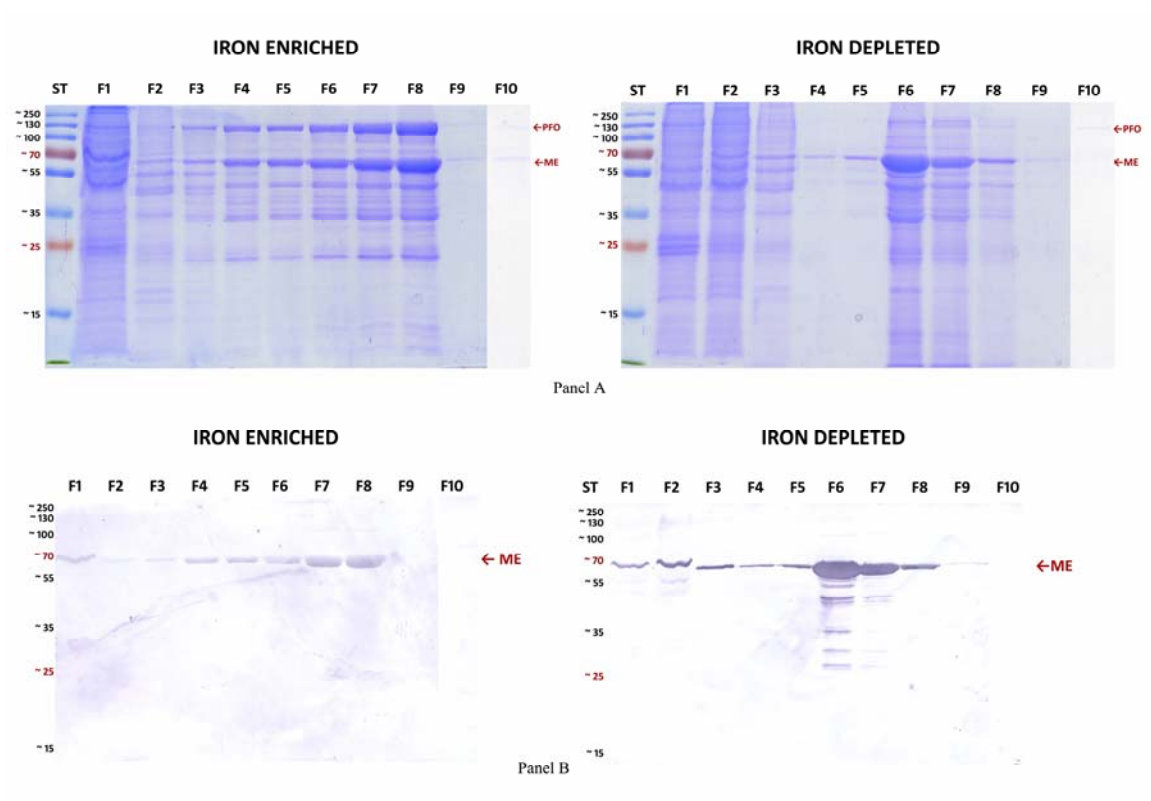 IRON ENRICHED
ST F1 F2 F3 F4 F5 F6 F7 F8 F9 F10
~ 250
~ 130
~ 100
~ 70
~ 55
~ 35
~ 25
~ 15
←PFO
←ME
IRON DEPLETED
ST F1 F2 F3 F4 F5 F6 F7 F8 F9 F10
~ 250
~ 130
~ 100
~ 70
~ 55
~ 35
~ 25
~ 15
←PFO
←ME
Panel A
IRON ENRICHED
F1 F2 F3 F4 F5 F6 F7 F8 F9 F10
~ 250
~ 130
~ 100
~ 70
~ 55
~ 35
~ 25
~ 15
← ME
IRON DEPLETED
ST F1 F2 F3 F4 F5 F6 F7 F8 F9 F10
~ 250
~ 130
~ 100
~ 70
~ 55
~ 35
~ 25
~ 15
←ME
Panel B